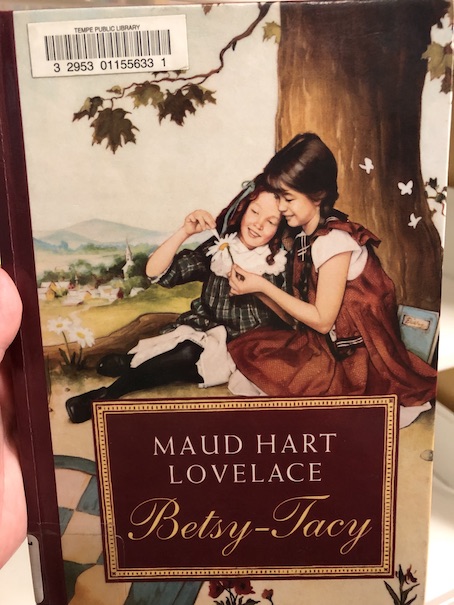 TEMPE PUBLIC LIBRARY
3 2953 01155633 1
MAUD HART
LOVELACE
Betsy-Tacy